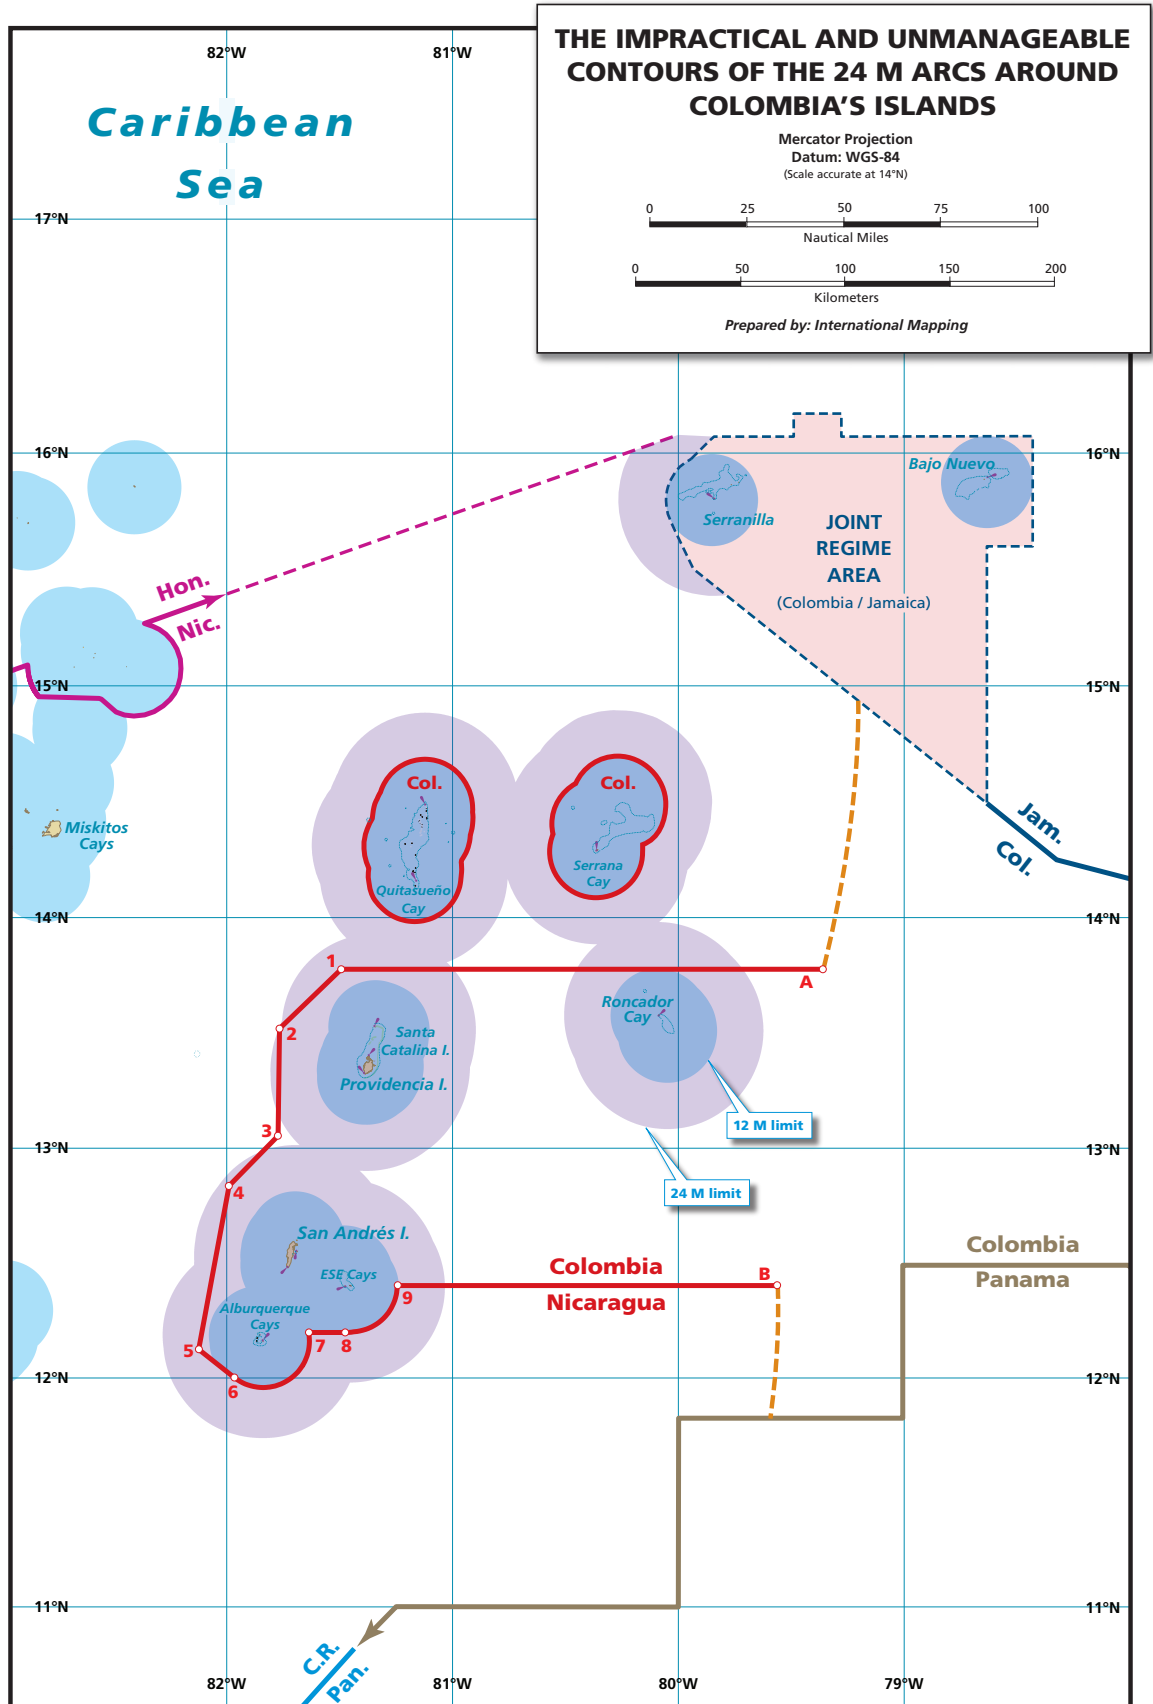 THE IMPRACTICAL AND UNMANAGEABLE
CONTOURS OF THE 24 M ARCS AROUND
COLOMBIA'S ISLANDS
Mercator Projection
Datum: WGS-84
(Scale accurate at 14°N)
0 25 50 75 100
Nautical Miles
0 50 100 150 200
Kilometers
Prepared by: International Mapping
82°W 81°W
Caribbean
Sea
17°N
16°N 16°N
Bajo Nuevo
Serranilla
JOINT
REGIME
AREA
(Colombia / Jamaica)
Hon.
Nic.
15°N 15°N
Col. Col.
Miskitos
Cays
Jam.
Col.
Serrana
Cay
Quitasueño
Cay
14°N 14°N
1
A
Roncador
Cay
2
Santa
Catalina I.
Providencia I.
12 M limit
3
13°N 13°N
4
24 M limit
San Andrés I.
Colombia
Panama
ESE Cays
Colombia
Nicaragua
B
9
Alburquerque
Cays
5 7 8
6
12°N 12°N
11°N 11°N
C.R.
Pan.
82°W 81°W 80°W 79°W